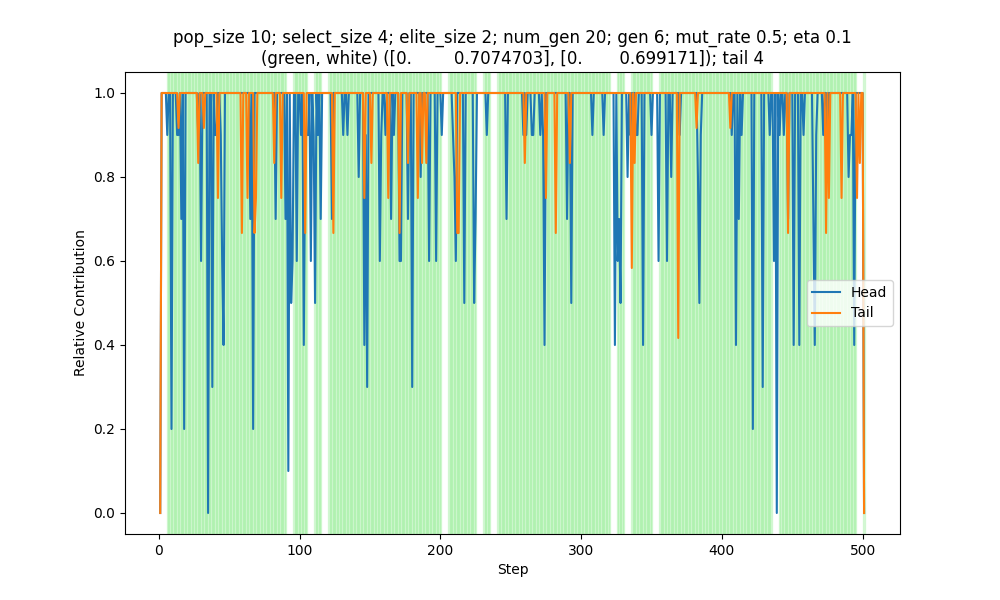 pop_size 10; select_size 4; elite_size 2; num_gen 20; gen 6; mut_rate 0.5; eta 0.1
(green, white) ([0. 0.7074703], [0. 0.699171]); tail 4
1.0
0.8
0.6
0.4
0.2
0.0
Relative Contribution
Head
Tail
0
100
200
300
400
500
Step